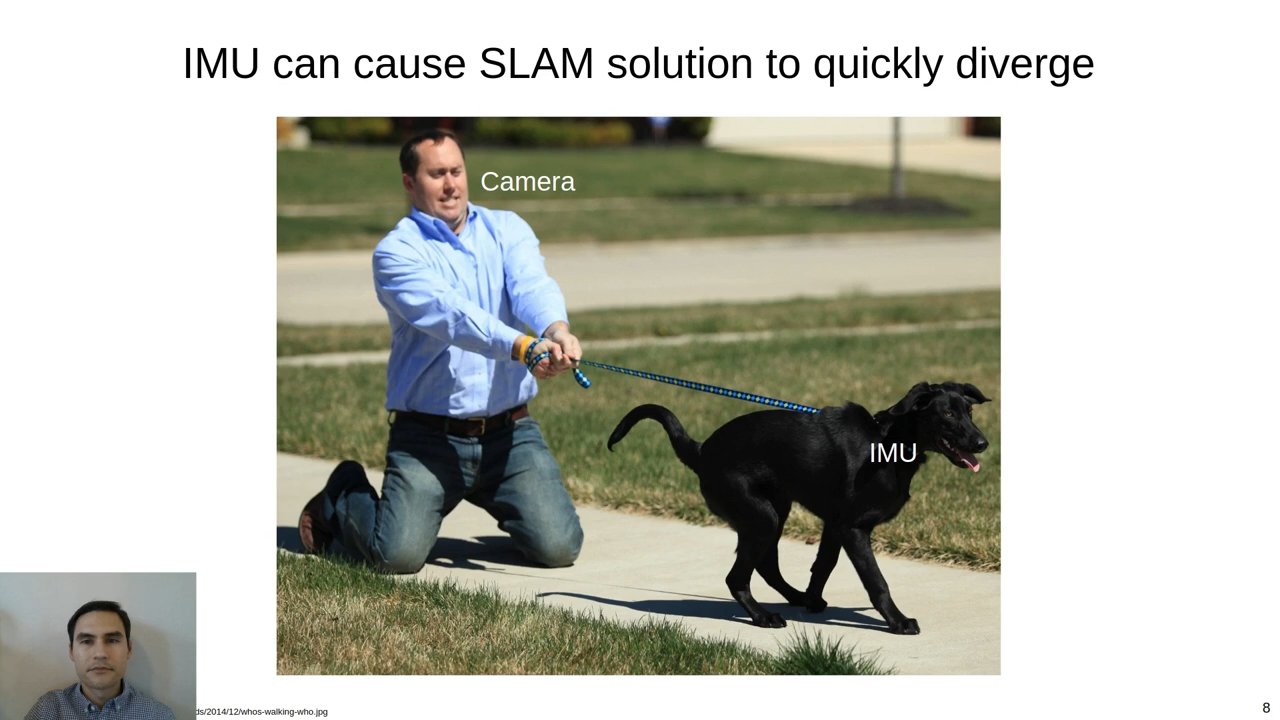 IMU can cause SLAM solution to quickly diverge
Camera
IMU
ds/2014/12/whos-walking-who.jpg
8